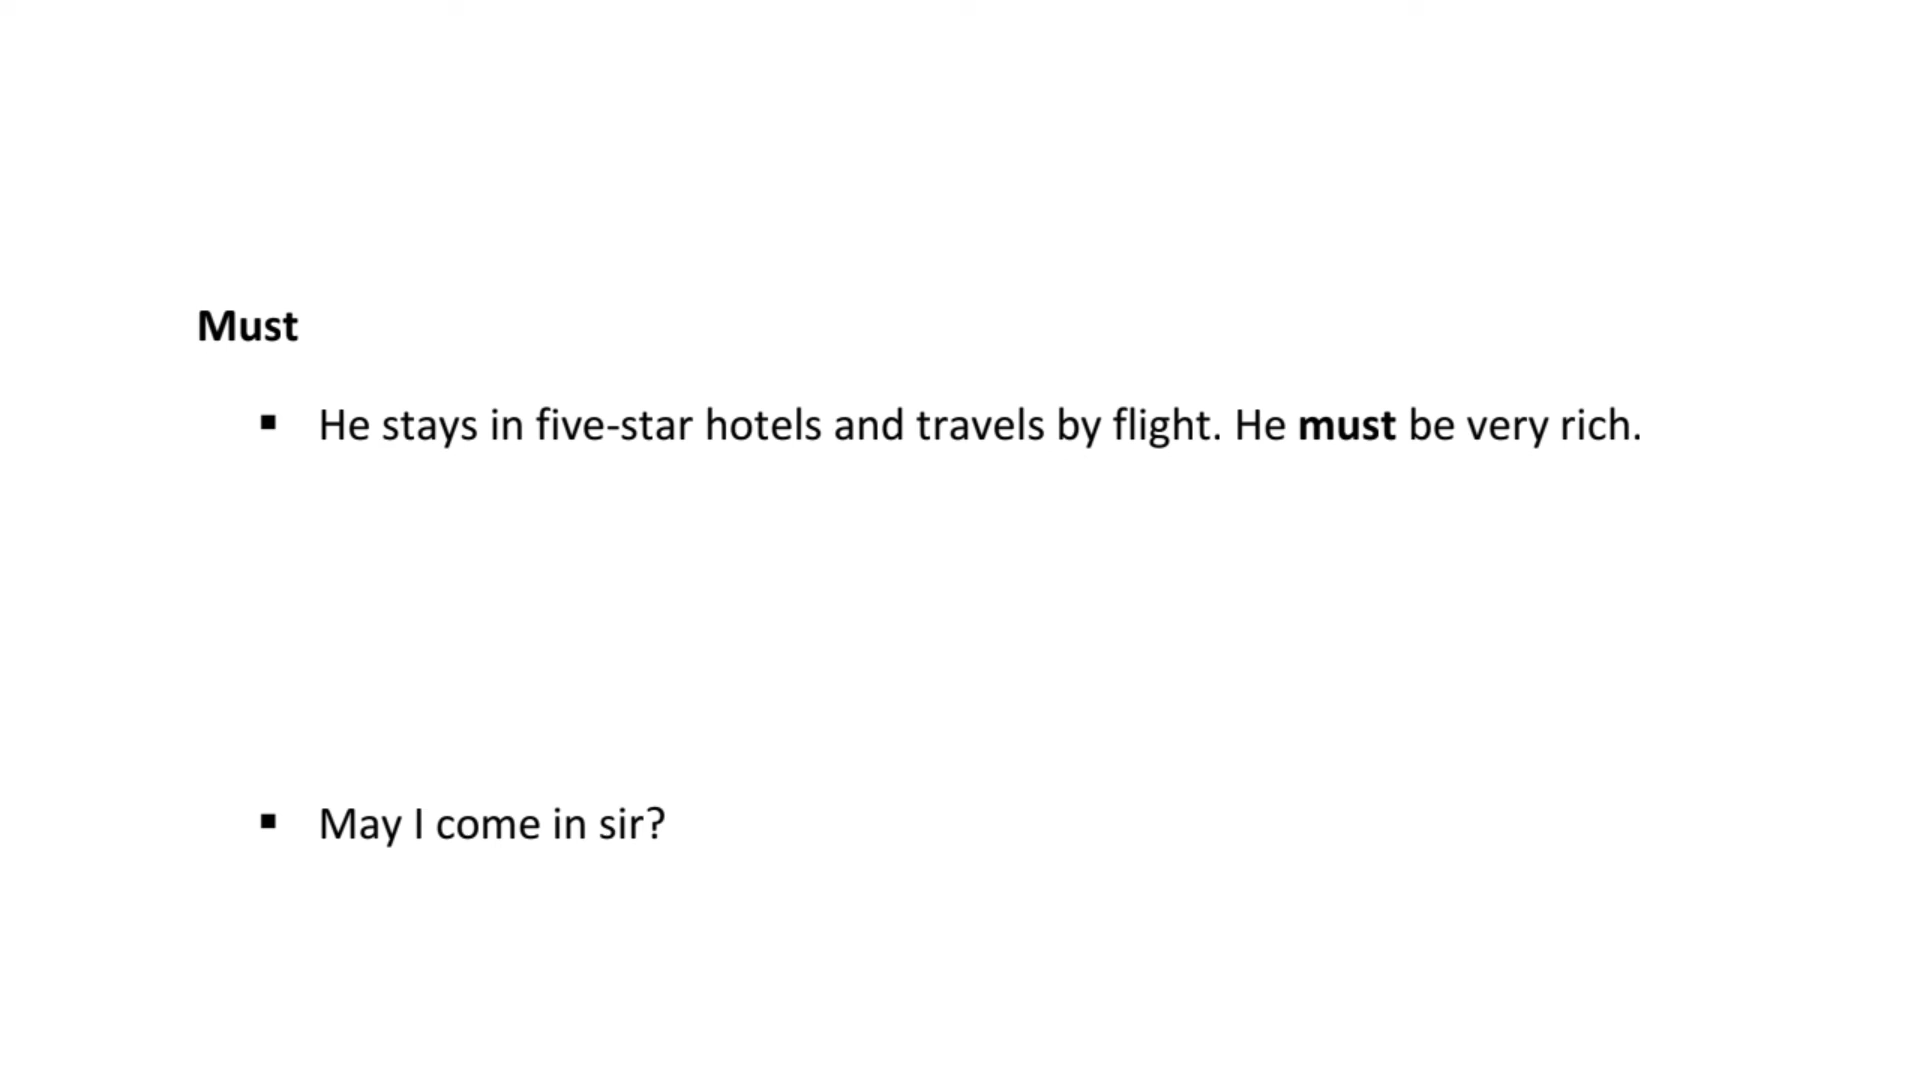 Must
▪ He stays in five-star hotels and travels by flight. He must be very rich.
▪ May I come in sir?